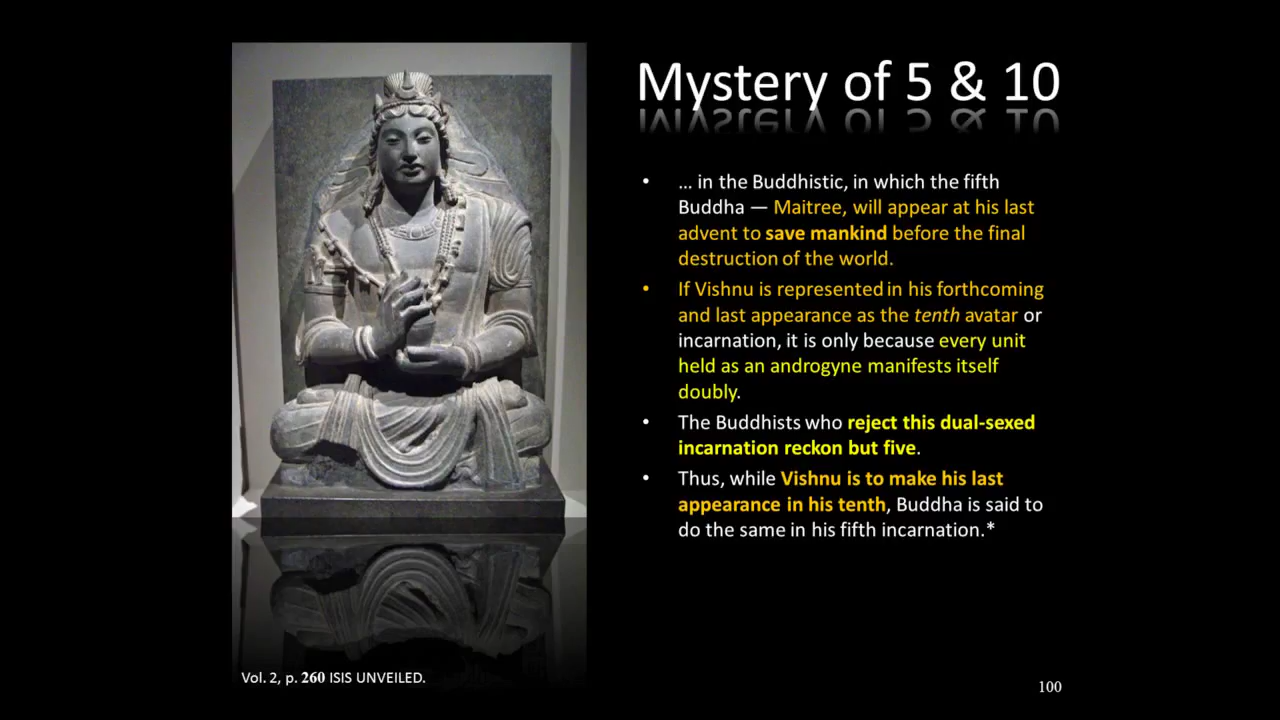 Mystery of 5 & 10
• … in the Buddhistic, in which the fifth
Buddha — Maitree, will appear at his last
advent to save mankind before the final
destruction of the world.
• If Vishnu is represented in his forthcoming
and last appearance as the tenth avatar or
incarnation, it is only because every unit
held as an androgyne manifests itself
doubly.
• The Buddhists who reject this dual-sexed
incarnation reckon but five.
• Thus, while Vishnu is to make his last
appearance in his tenth, Buddha is said to
do the same in his fifth incarnation.*
Vol. 2, p. 260 ISIS UNVEILED.
100